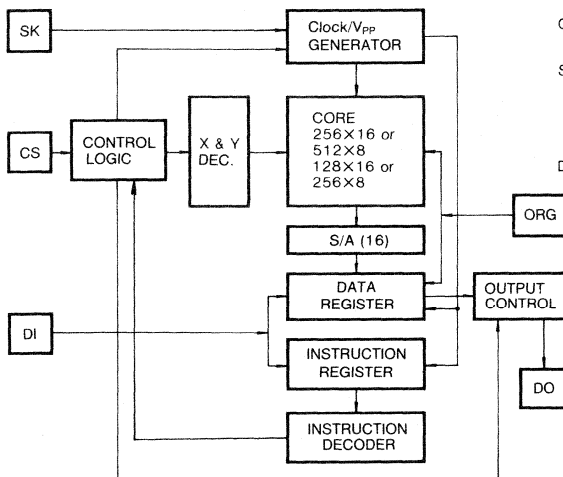 SK
Clock/VPP
GENERATOR
CS
CONTROL
LOGIC
X & Y
DEC.
CORE
256×16 or
512×8
128×16 or
256×8
ORG
S/A (16)
DATA
REGISTER
OUTPUT
CONTROL
DI
INSTRUCTION
REGISTER
DO
INSTRUCTION
DECODER